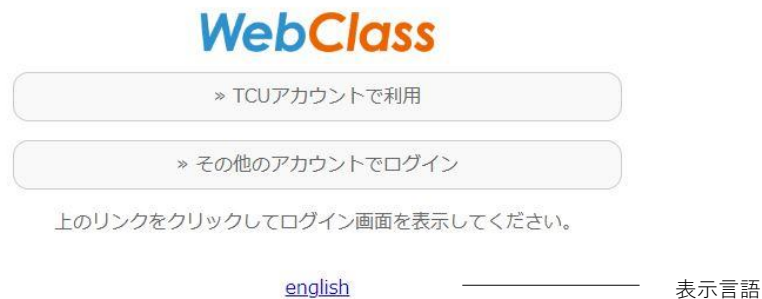 WebClass
» TCUアカウントで利用
» その他のアカウントでログイン
上のリンクをクリックしてログイン画面を表示してください。
english 表示言語